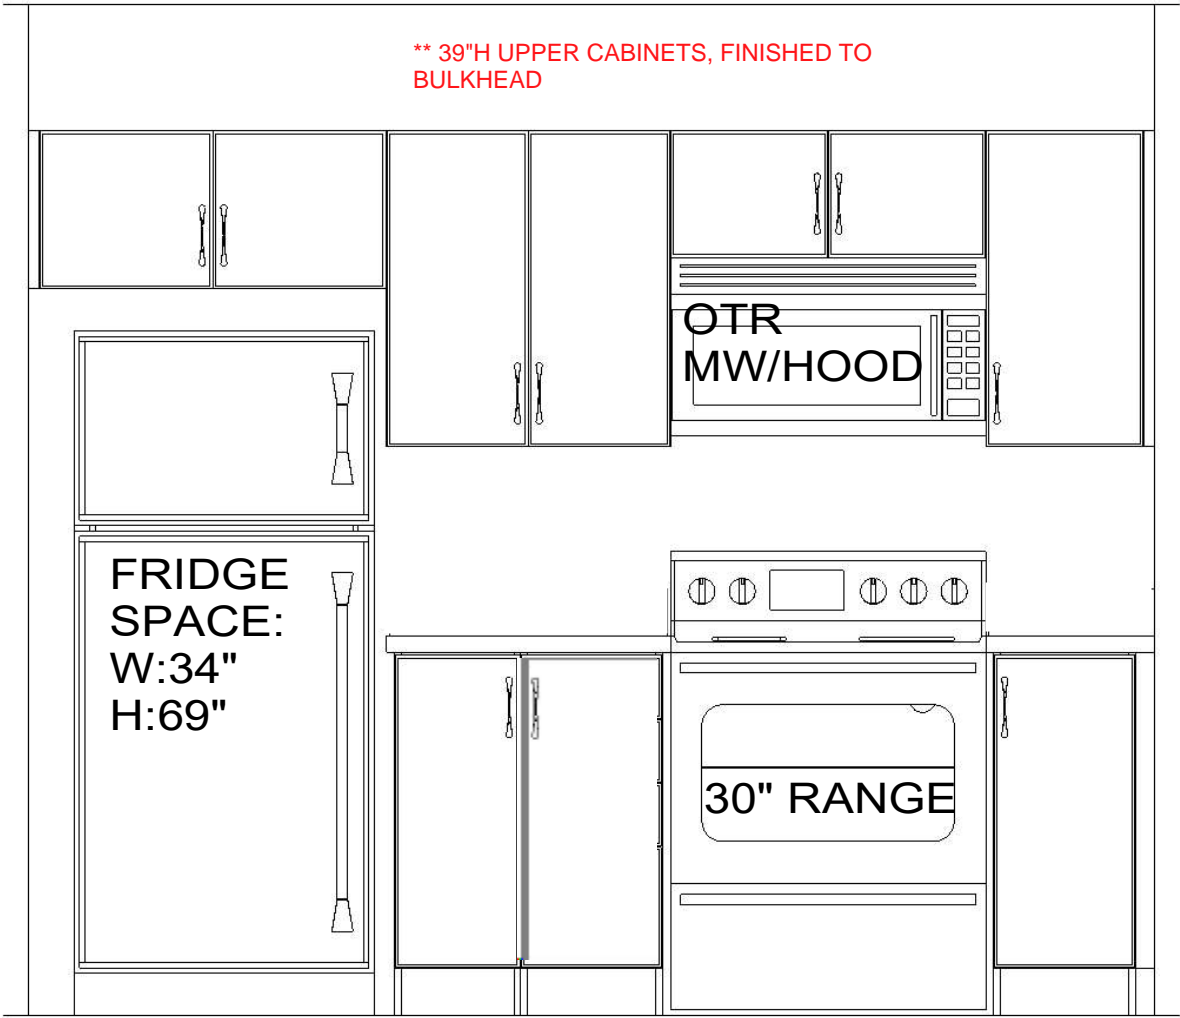 ** 39"H UPPER CABINETS, FINISHED TO
BULKHEAD
OTR
MW/HOOD
FRIDGE
SPACE:
W:34"
H:69"
30" RANGE